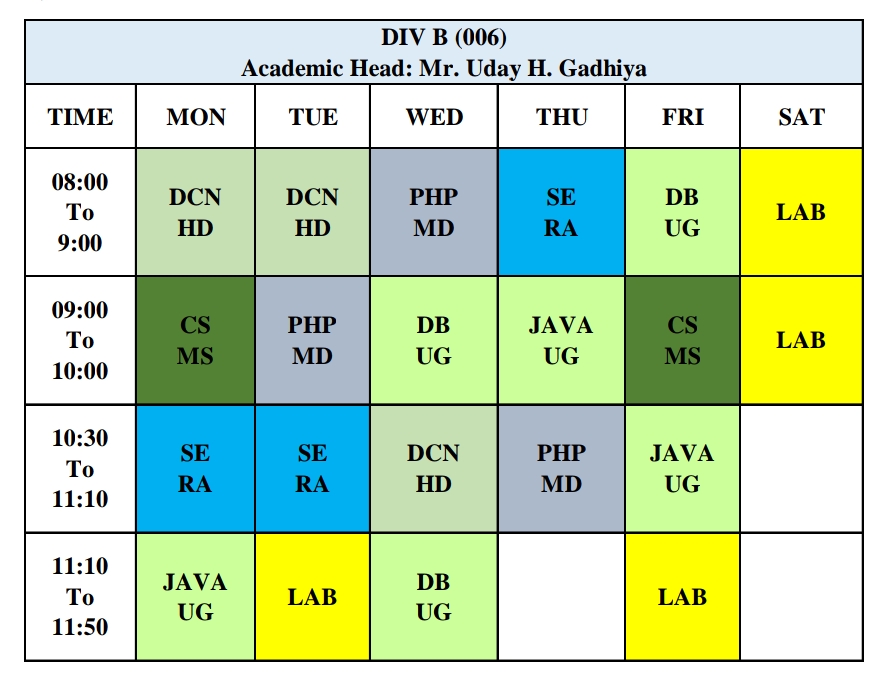 DIV B (006)
Academic Head: Mr. Uday H. Gadhiya
TIME MON TUE WED THU FRI SAT
08:00
To
9:00
DCN
HD
DCN
HD
PHP
MD
SE
RA
DB
UG
LAB
09:00
To
10:00
CS
MS
PHP
MD
DB
UG
JAVA
UG
CS
MS
LAB
10:30
To
11:10
SE
RA
SE
RA
DCN
HD
PHP
MD
JAVA
UG
11:10
To
11:50
JAVA
UG
LAB
DB
UG
LAB